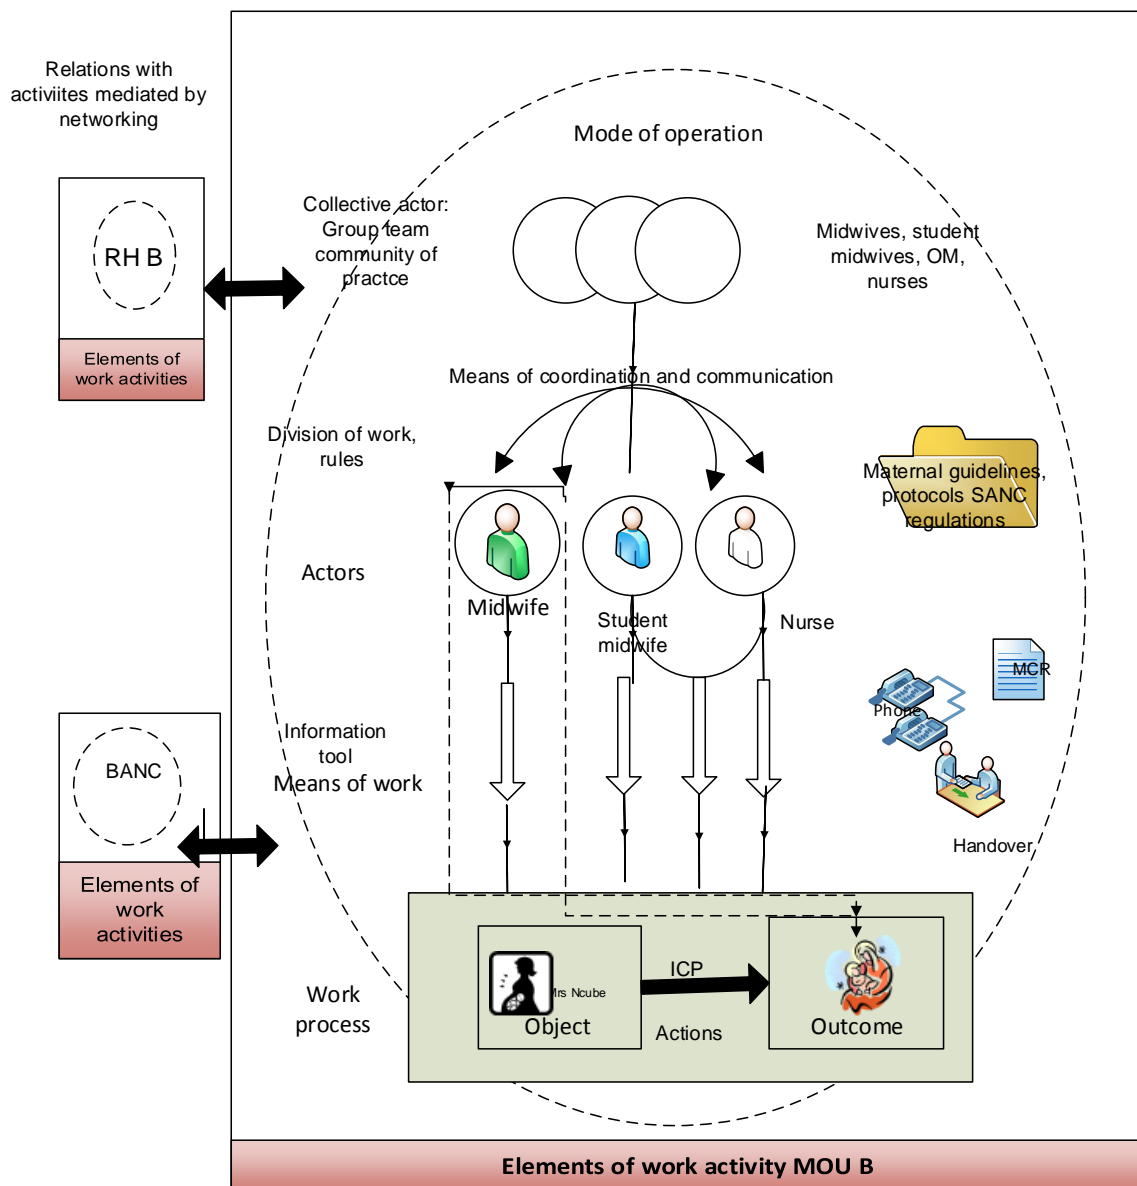 Relations with
activiites mediated by
networking
Mode of operation
RH B
Elements of
work activities
Collective actor:
Group team
community of
practce
Midwives, student
midwives, OM,
nurses
Means of coordination and communication
Division of work,
rules
Maternal guidelines,
protocols SANC
regulations
Actors
Midwife
Student
midwife
Nurse
MCR
Phone
Information
tool
Means of work
Handover
BANC
Elements of
work
activities
Work
process
Mrs Ncube
Object
ICP
Actions
Outcome
Elements of work activity MOU B